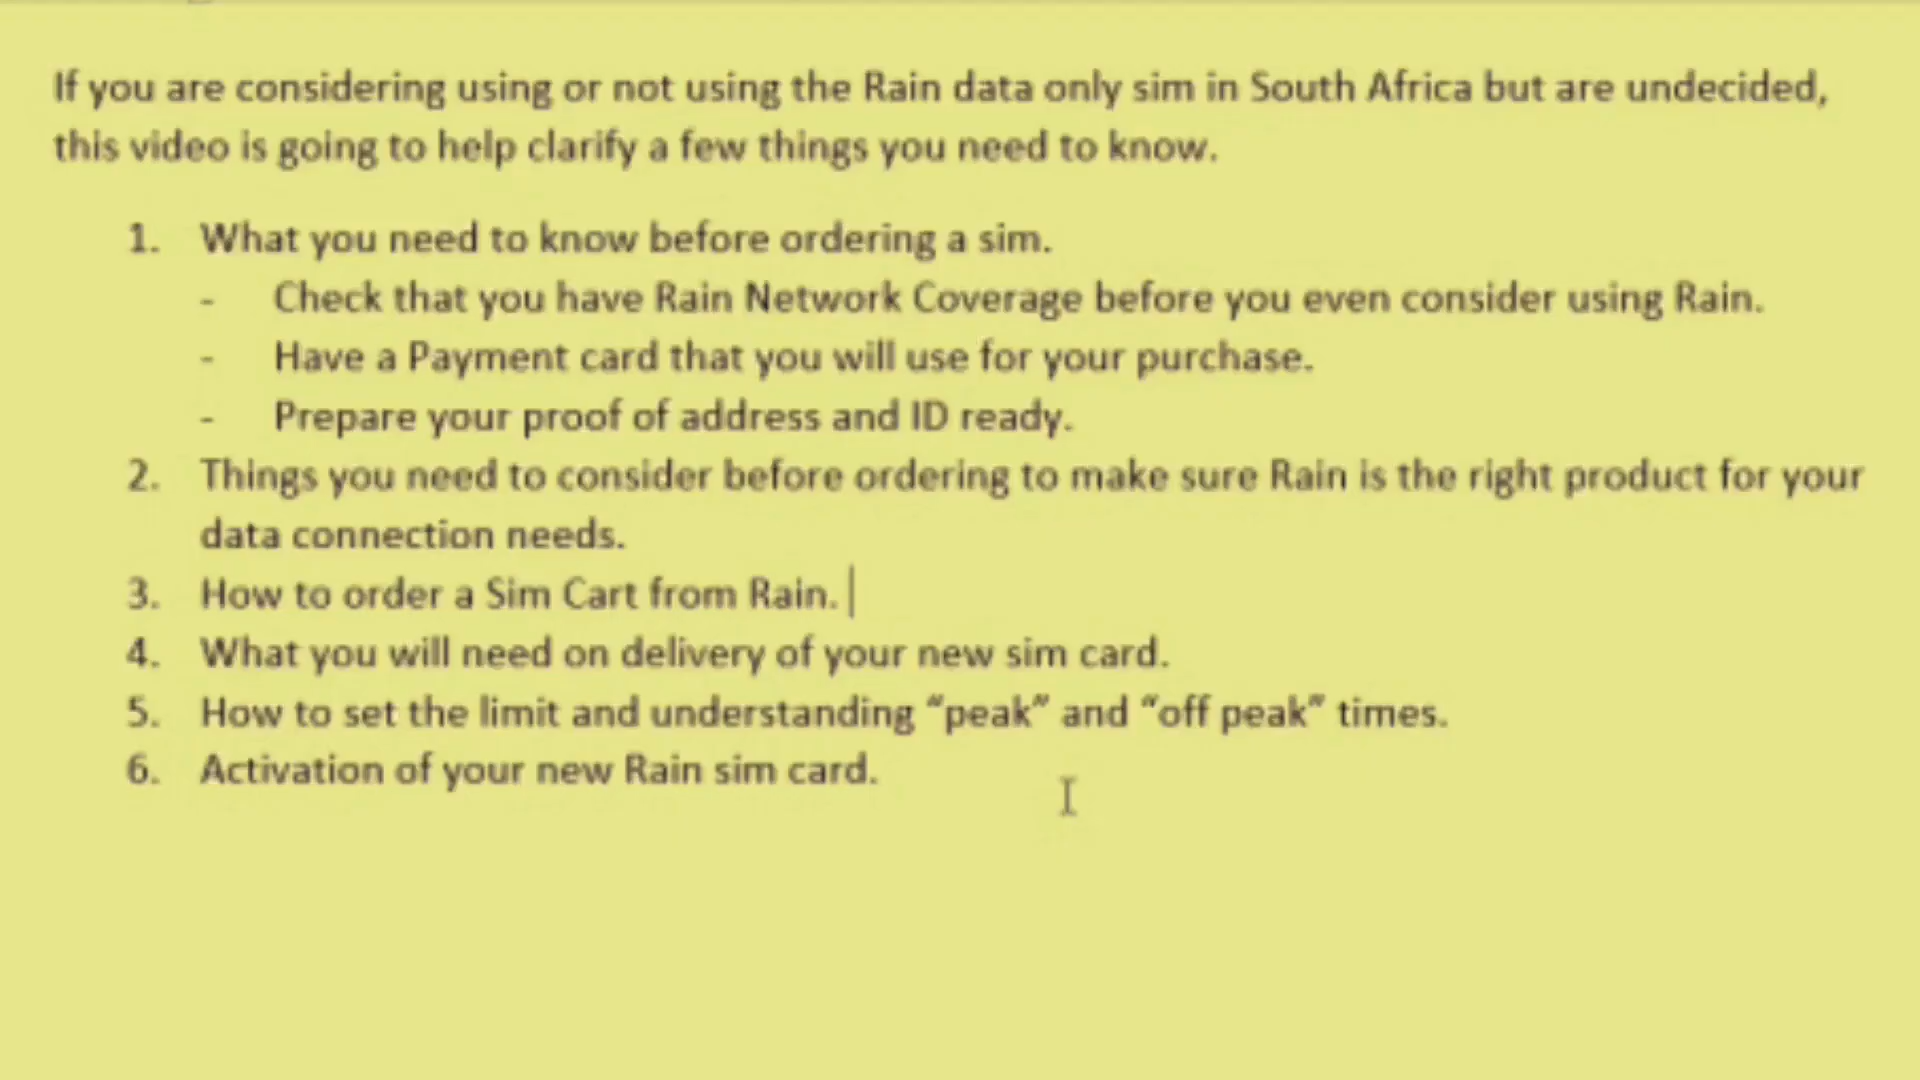 If you are considering using or not using the Rain data only sim in South Africa but are undecided,
this video is going to help clarify a few things you need to know.
1. What you need to know before ordering a sim.
- Check that you have Rain Network Coverage before you even consider using Rain.
- Have a Payment card that you will use for your purchase.
- Prepare your proof of address and ID ready.
2. Things you need to consider before ordering to make sure Rain is the right product for your
data connection needs.
3. How to order a Sim Cart from Rain.
4. What you will need on delivery of your new sim card.
5. How to set the limit and understanding “peak” and “off peak” times.
6. Activation of your new Rain sim card.